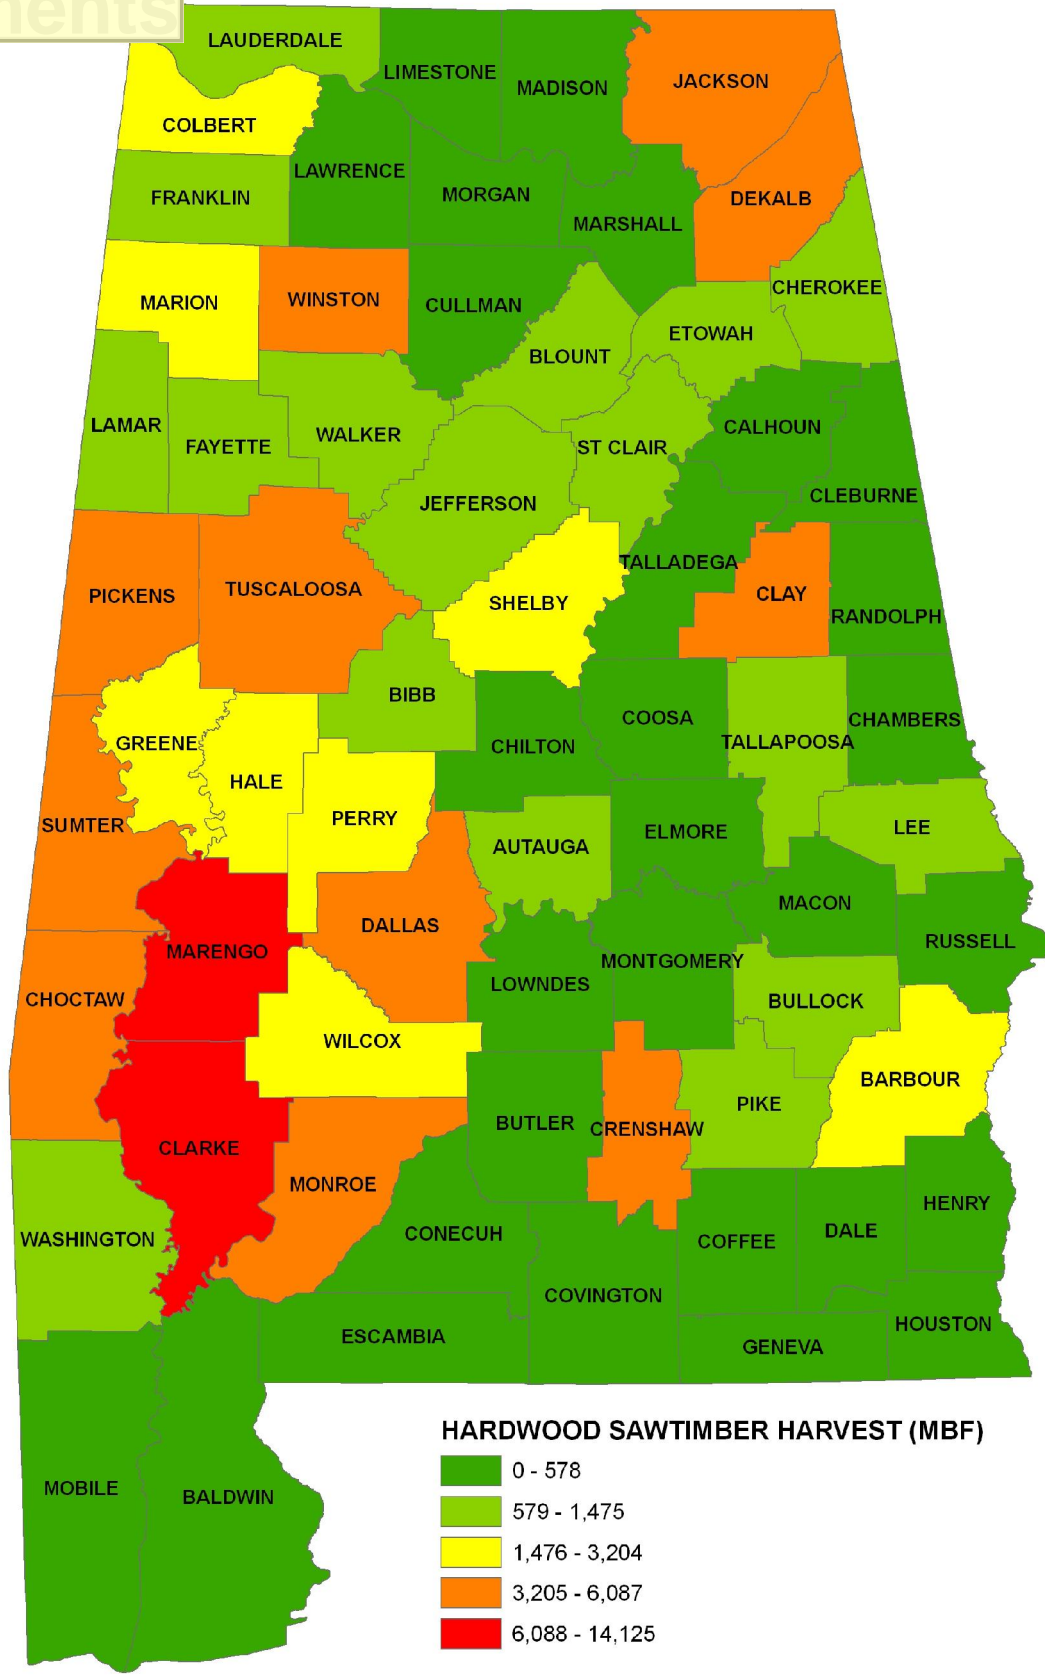 ments
LAUDERDALE
LIMESTONE
MADISON
JACKSON
COLBERT
LAWRENCE
FRANKLIN
MORGAN
DEKALB
MARSHALL
CHEROKEE
MARION
WINSTON
CULLMAN
ETOWAH
BLOUNT
LAMAR
CALHOUN
FAYETTE
WALKER
ST CLAIR
CLEBURNE
JEFFERSON
TALLADEGA
PICKENS
TUSCALOOSA
CLAY
SHELBY
RANDOLPH
BIBB
COOSA
CHAMBERS
GREENE
TALLAPOOSA
CHILTON
HALE
SUMTER
PERRY
LEE
ELMORE
AUTAUGA
MACON
DALLAS
RUSSELL
MARENGO
MONTGOMERY
LOWNDES
CHOCTAW
BULLOCK
WILCOX
BARBOUR
PIKE
BUTLER
CRENSHAW
CLARKE
MONROE
HENRY
WASHINGTON
CONECUH
COFFEE
DALE
COVINGTON
HOUSTON
ESCAMBIA
GENEVA
MOBILE
BALDWIN
HARDWOOD SAWTIMBER HARVEST (MBF)
0 - 578
579 - 1,475
1,476 - 3,204
3,205 - 6,087
6,088 - 14,125